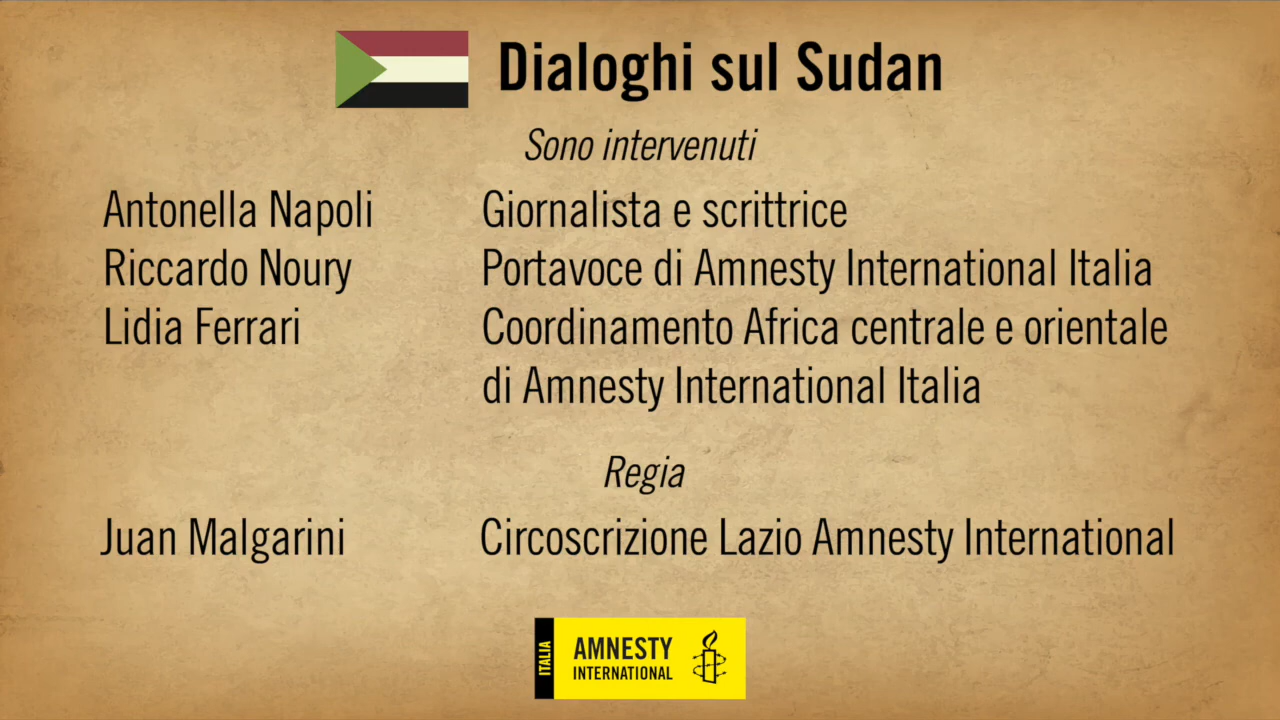 Dialoghi sul Sudan
Sono intervenuti
Antonella Napoli Giornalista e scrittrice
Riccardo Noury Portavoce di Amnesty International Italia
Lidia Ferrari Coordinamento Africa centrale e orientale
di Amnesty International Italia
Regia
Juan Malgarini Circoscrizione Lazio Amnesty International
ITALIA
AMNESTY
INTERNATIONAL